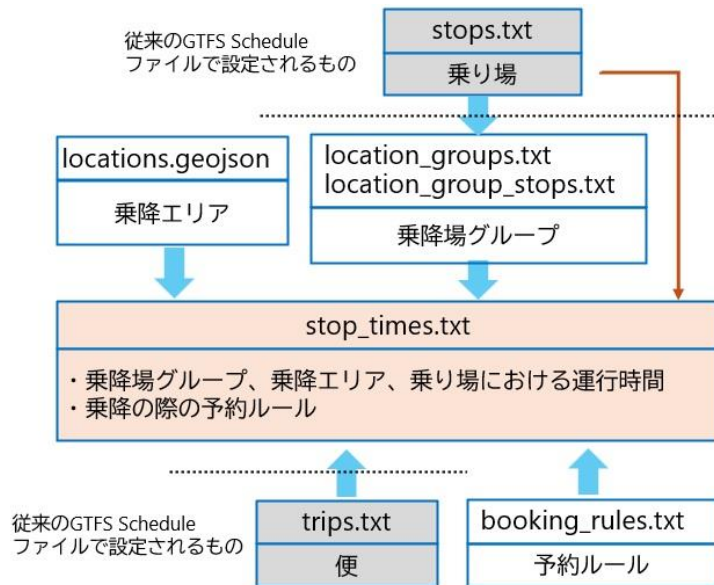 従来のGTFS Schedule
ファイルで設定されるもの
stops.txt
乗り場
locations.geojson
乗降エリア
location_groups.txt
location_group_stops.txt
乗降場グループ
stop_times.txt
・乗降場グループ、乗降エリア、乗り場における運行時間
・乗降の際の予約ルール
従来のGTFS Schedule
ファイルで設定されるもの
trips.txt
便
booking_rules.txt
予約ルール